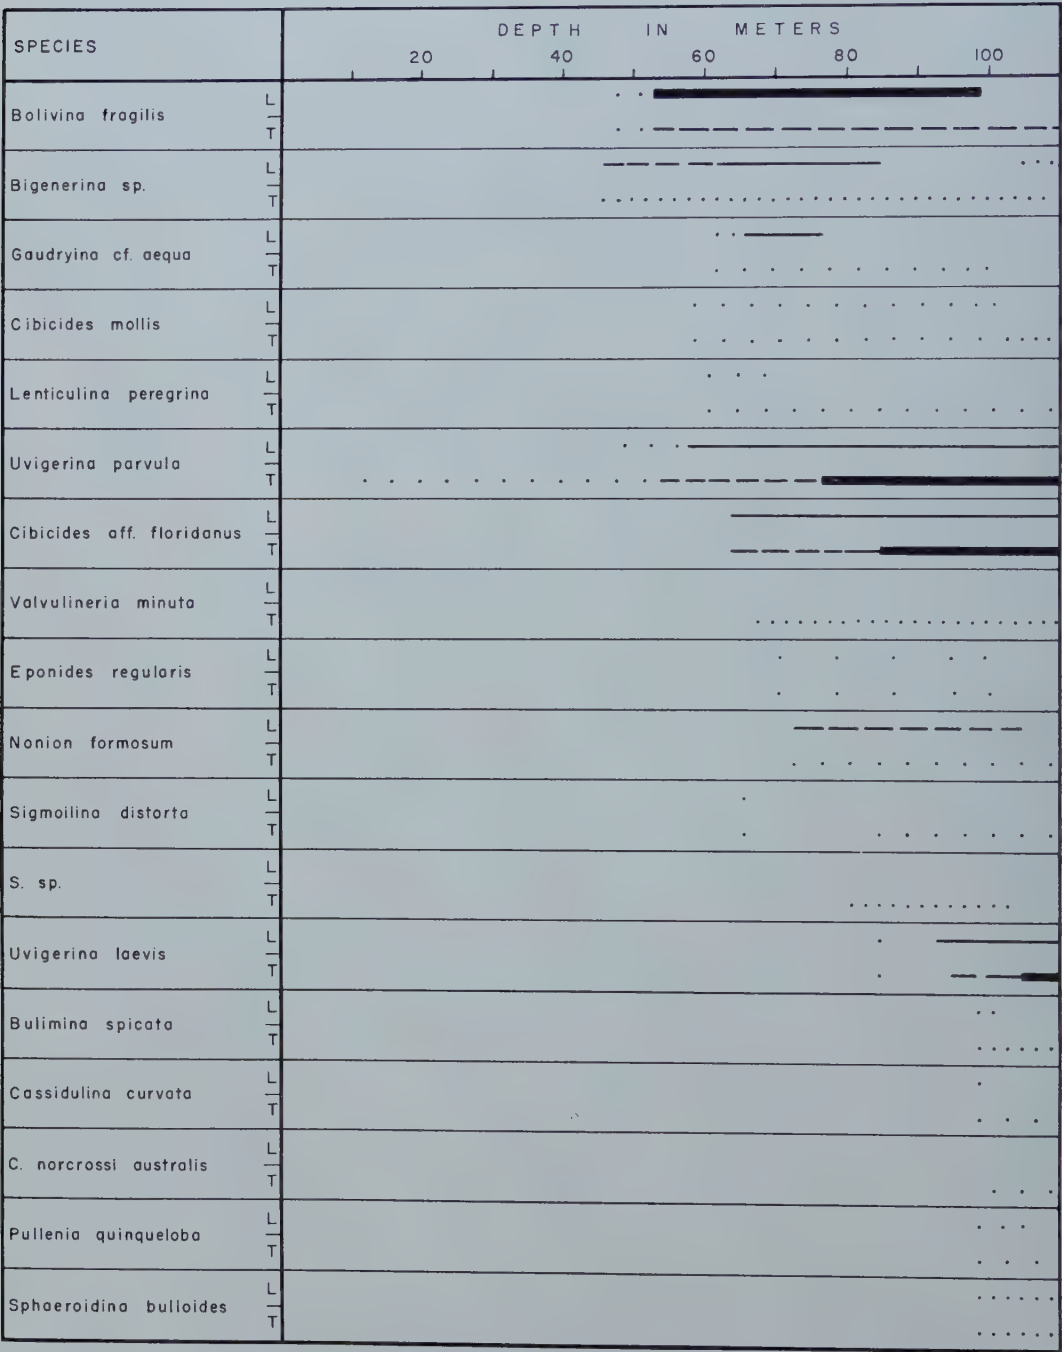 DEPTH IN METERS
SPECIES
20 40 60 80 100
L
Bolivina fragilis
T
L
Bigenerina sp.
T
L
Gaudryina cf. aequa
T
L
Cibicides mollis
T
L
Lenticulina peregrina
T
L
Uvigerina parvula
T
L
Cibicides aff. floridanus
T
L
Valvulineria minuta
T
L
Eponides regularis
T
L
Nonion formosum
T
L
Sigmoilina distorta
T
L
S. sp.
T
L
Uvigerina laevis
T
L
Bulimina spicata
T
L
Cassidulina curvata
T
L
C. norcrossi australis
T
L
Pullenia quinqueloba
T
L
Sphaeroidina bulloides
T